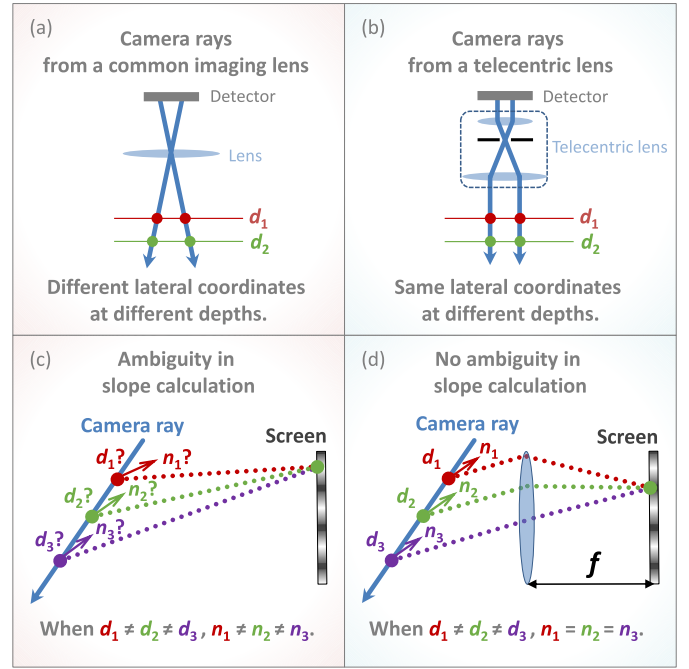 (a)
Camera rays
from a common imaging lens
Detector
Lens
d1
d2
Different lateral coordinates
at different depths.
(b)
Camera rays
from a telecentric lens
Detector
Telecentric lens
d1
d2
Same lateral coordinates
at different depths.
(c)
Ambiguity in
slope calculation
Camera ray
Screen
d1? n1?
d2? n2?
d3? n3?
When d1 ≠ d2 ≠ d3 , n1 ≠ n2 ≠ n3.
(d)
No ambiguity in
slope calculation
Camera ray
Screen
d1 n1
d2 n2
d3 n3
f
When d1 ≠ d2 ≠ d3, n1 = n2 = n3.